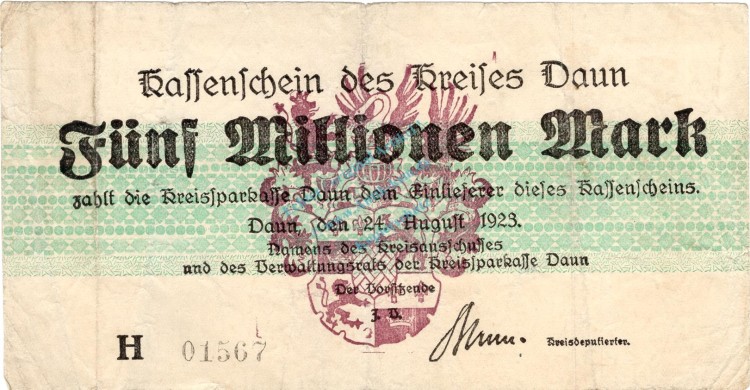 Kassenschein des Kreises Daun
Fünf Millionen Mark
zahlt die Kreissparkasse Daun dem Einlieferer dieses Kassenscheins.
Daun, den 24. August 1923.
Namens des Kreisausschusses
und des Verwaltungsrats der Kreissparkasse Daun
Der Vorsitzende
J. V.
H 01567
Kreisdeputierter.